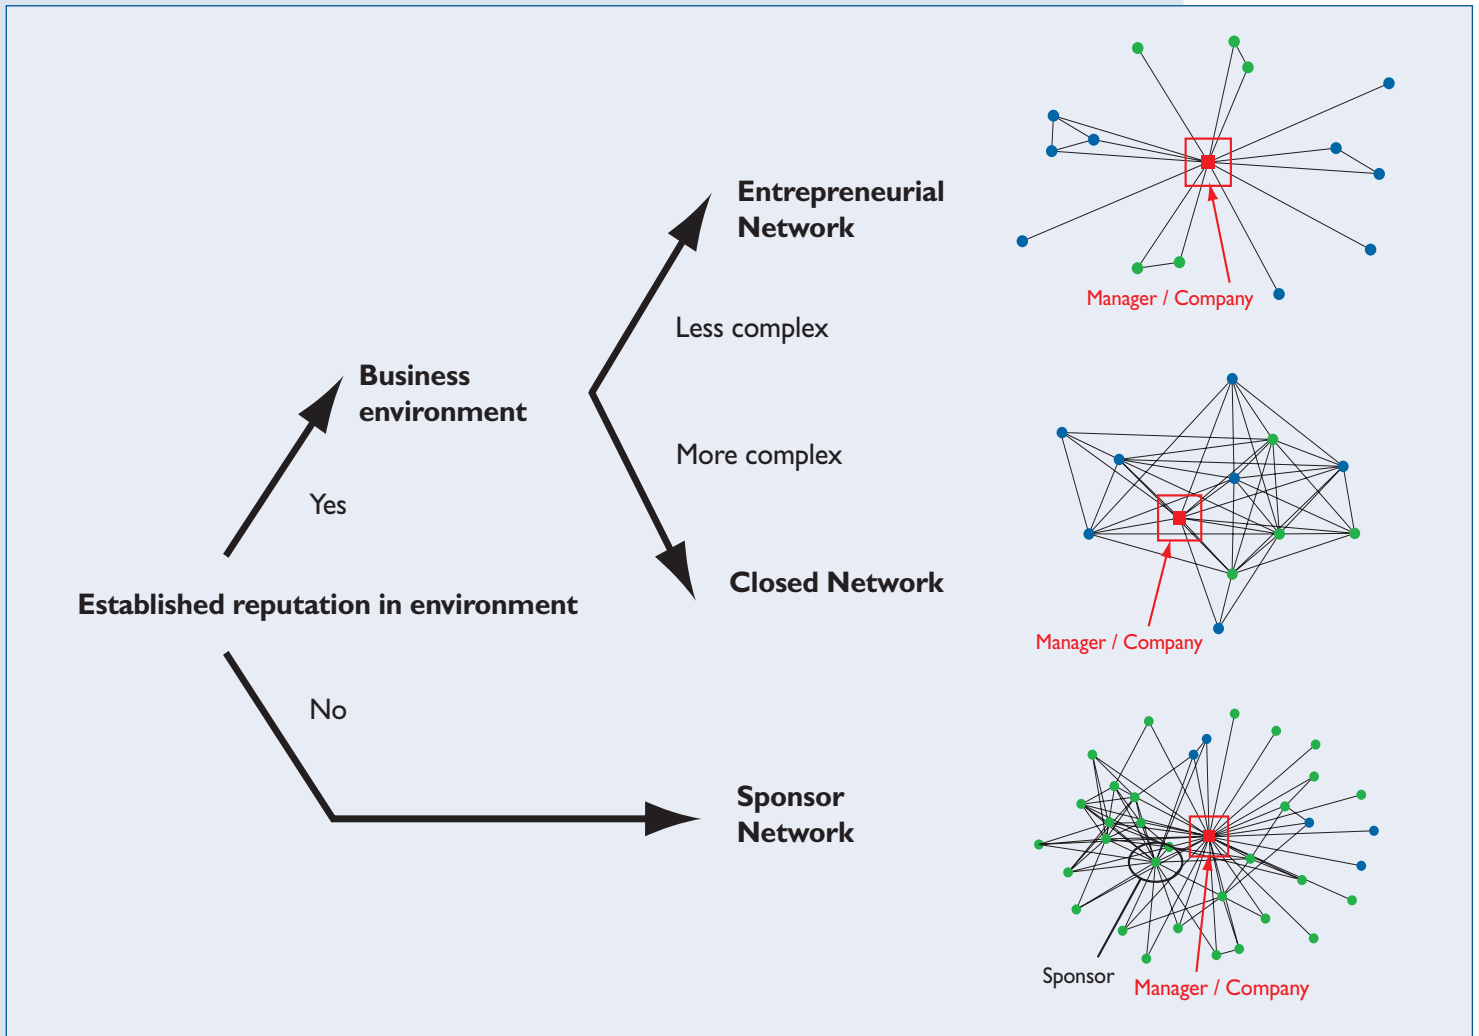 Entrepreneurial
Network
Manager / Company
Less complex
Business
environment
More complex
Yes
Closed Network
Established reputation in environment
Manager / Company
No
Sponsor
Network
Sponsor
Manager / Company